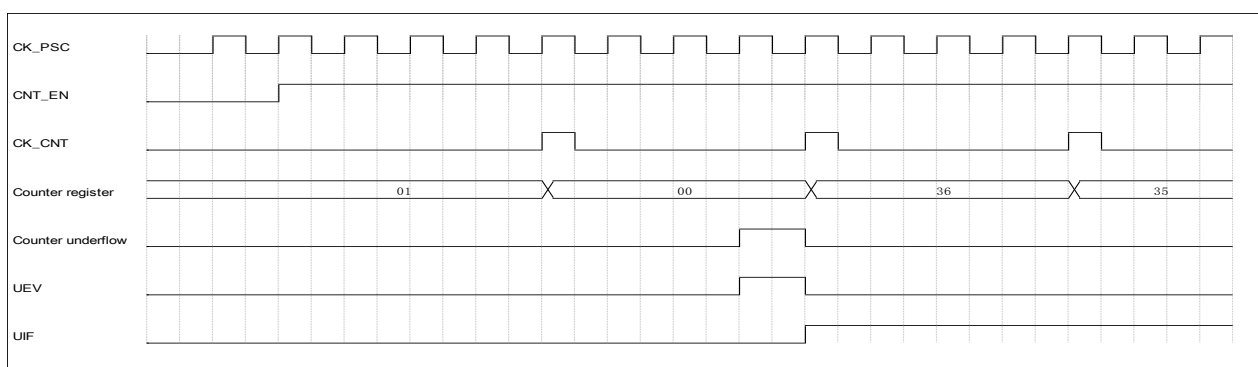 CK_PSC
CNT_EN
CK_CNT
Counter register 01 00 36 35
Counter underflow
UEV
UIF